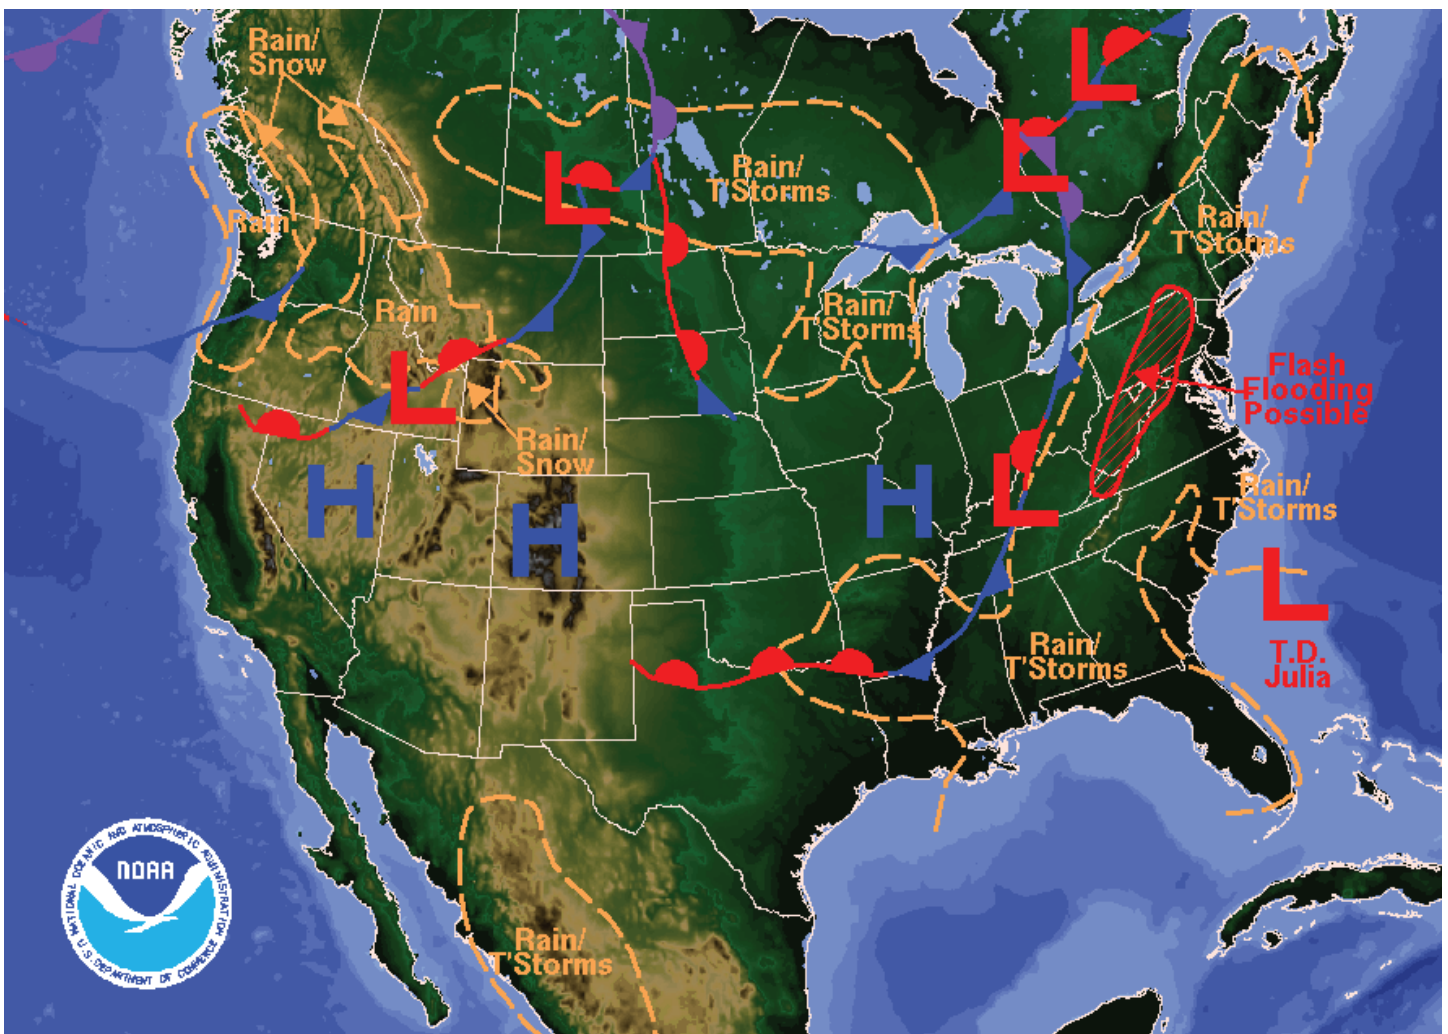 Rain/
Snow
Rain
Rain/
T'Storms
L
L
L
Rain/
T'Storms
Rain
Rain/
T'Storms
L
Flash
Flooding
Possible
Rain/
Snow
H
H
H
L
Rain/
T'Storms
L
T.D.
Julia
Rain/
T'Storms
Rain/
T'Storms
NATIONAL OCEANIC AND ATMOSPHERIC ADMINISTRATION
NOAA
U.S. DEPARTMENT OF COMMERCE